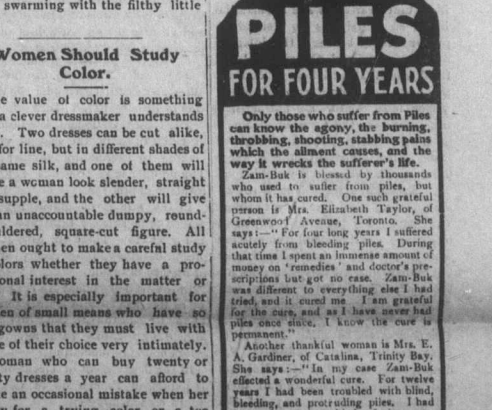 swarming with the filthy little
Women Should Study
Color.
e value of color is something
a clever dressmaker understands
. Two dresses can be cut alike,
for line, but in different shades of
ame silk, and one of them will
e a woman look slender, straight
supple, and the other will give
an unaccountable dumpy, round-
uldered, square-cut figure. All
en ought to make a careful study
olors whether they have a pro-
onal interest in the matter or
It is especially important for
en of small means who have so
gowns that they must live with
e of their choice very intimately.
oman who can buy twenty or
ty dresses a year can afford to
e an occasional mistake when her
PILES
FOR FOUR YEARS
Only those who suffer from Piles
can know the agony, the burning,
throbbing, shooting, stabbing pains
which the ailment causes, and the
way it wrecks the sufferer's life.
Zam-Buk is blessed by thousands
who used to suffer from piles, but
whom it has cured. One such grateful
person is Mrs. Elizabeth Taylor, of
Greenwood Avenue, Toronto. She
says:—"For four long years I suffered
acutely from bleeding piles. During
that time I spent an immense amount of
money on 'remedies' and doctor's pre-
scriptions but got no ease. Zam-Buk
was different to everything else I had
tried, and it cured me. I am grateful
for the cure, and as I have never had
piles once since, I know the cure is
permanent."
Another thankful woman is Mrs. E.
A. Gardiner, of Catalina, Trinity Bay.
She says:—"In my case Zam-Buk
effected a wonderful cure. For twelve
years I had been troubled with blind,
bleeding, and protruding piles. I had